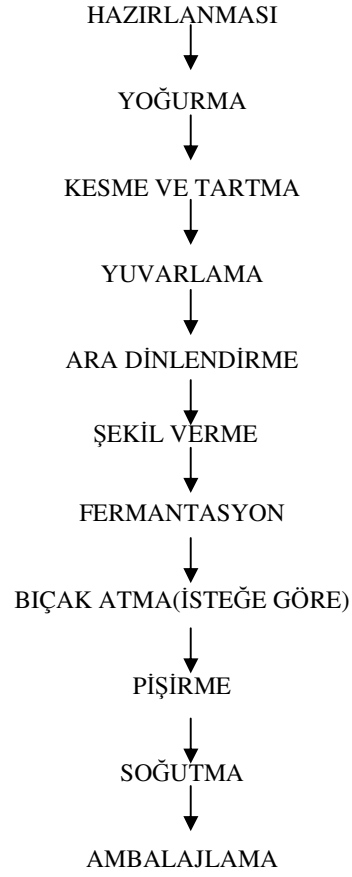 HAZIRLANMASI
YOĞURMA
KESME VE TARTMA
YUVARLAMA
ARA DİNLENDİRME
ŞEKİL VERME
FERMANTASYON
BIÇAK ATMA(İSTEĞE GÖRE)
PİŞİRME
SOĞUTMA
AMBALAJLAMA